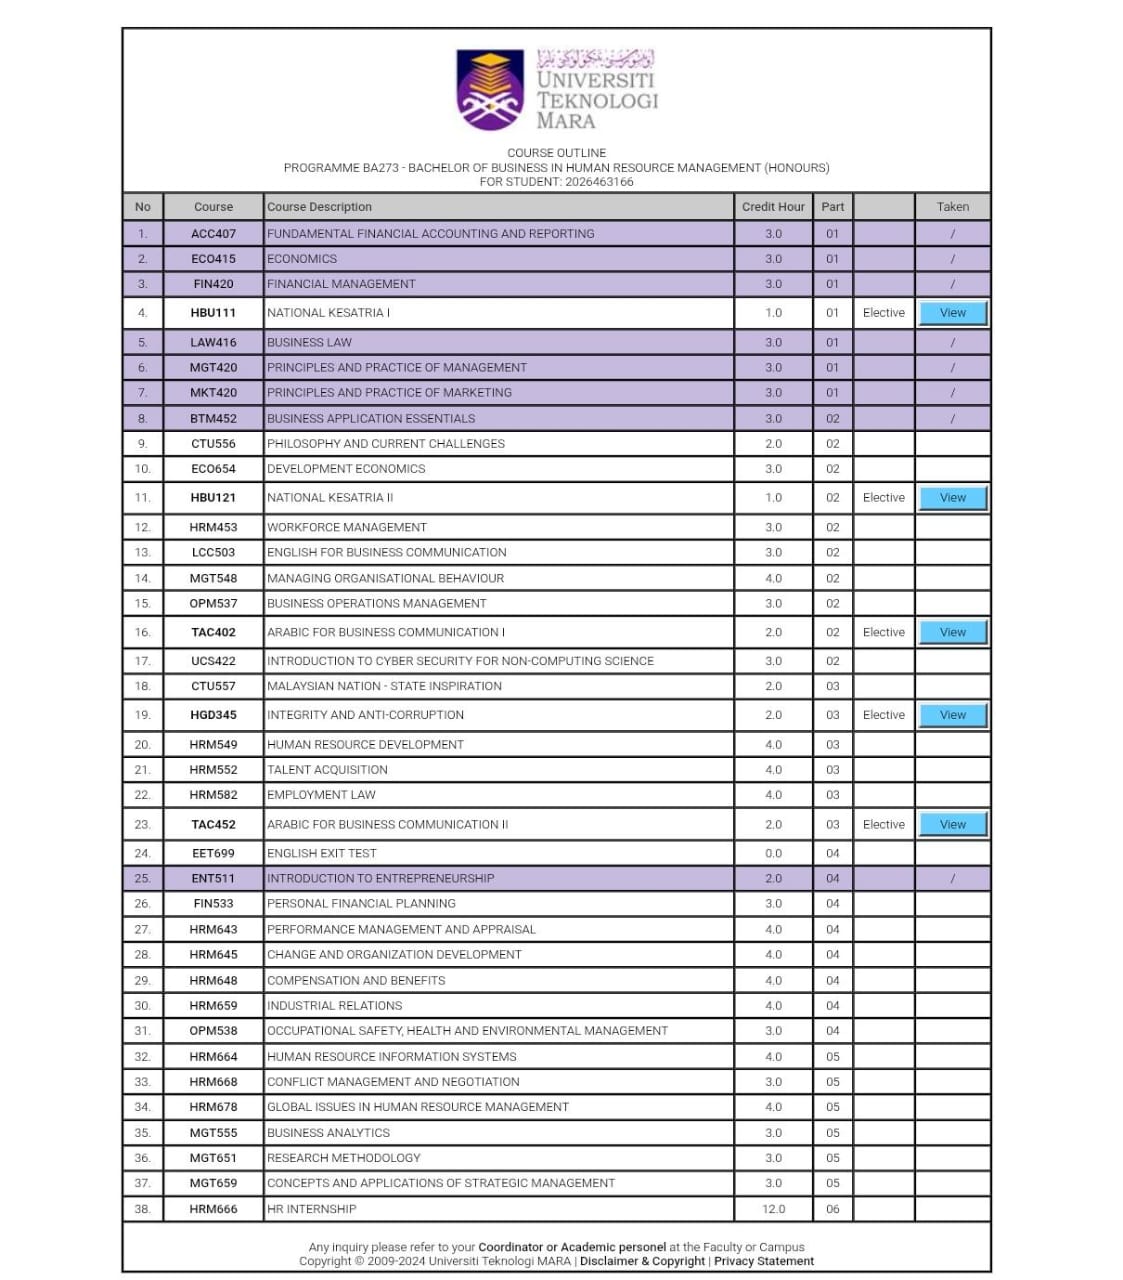 UNIVERSITI
TEKNOLOGI
MARA
COURSE OUTLINE
PROGRAMME BA273 - BACHELOR OF BUSINESS IN HUMAN RESOURCE MANAGEMENT (HONOURS)
FOR STUDENT: 2026463166
No Course Course Description Credit Hour Part Taken
1. ACC407 FUNDAMENTAL FINANCIAL ACCOUNTING AND REPORTING 3.0 01 /
2. ECO415 ECONOMICS 3.0 01 /
3. FIN420 FINANCIAL MANAGEMENT 3.0 01 /
4. HBU111 NATIONAL KESATRIA I 1.0 01 Elective View
5. LAW416 BUSINESS LAW 3.0 01 /
6. MGT420 PRINCIPLES AND PRACTICE OF MANAGEMENT 3.0 01 /
7. MKT420 PRINCIPLES AND PRACTICE OF MARKETING 3.0 01 /
8. BTM452 BUSINESS APPLICATION ESSENTIALS 3.0 02 /
9. CTU556 PHILOSOPHY AND CURRENT CHALLENGES 2.0 02
10. ECO654 DEVELOPMENT ECONOMICS 3.0 02
11. HBU121 NATIONAL KESATRIA II 1.0 02 Elective View
12. HRM453 WORKFORCE MANAGEMENT 3.0 02
13. LCC503 ENGLISH FOR BUSINESS COMMUNICATION 3.0 02
14. MGT548 MANAGING ORGANISATIONAL BEHAVIOUR 4.0 02
15. OPM537 BUSINESS OPERATIONS MANAGEMENT 3.0 02
16. TAC402 ARABIC FOR BUSINESS COMMUNICATION I 2.0 02 Elective View
17. UCS422 INTRODUCTION TO CYBER SECURITY FOR NON-COMPUTING SCIENCE 3.0 02
18. CTU557 MALAYSIAN NATION - STATE INSPIRATION 2.0 03
19. HGD345 INTEGRITY AND ANTI-CORRUPTION 2.0 03 Elective View
20. HRM549 HUMAN RESOURCE DEVELOPMENT 4.0 03
21. HRM552 TALENT ACQUISITION 4.0 03
22. HRM582 EMPLOYMENT LAW 4.0 03
23. TAC452 ARABIC FOR BUSINESS COMMUNICATION II 2.0 03 Elective View
24. EET699 ENGLISH EXIT TEST 0.0 04
25. ENT511 INTRODUCTION TO ENTREPRENEURSHIP 2.0 04 /
26. FIN533 PERSONAL FINANCIAL PLANNING 3.0 04
27. HRM643 PERFORMANCE MANAGEMENT AND APPRAISAL 4.0 04
28. HRM645 CHANGE AND ORGANIZATION DEVELOPMENT 4.0 04
29. HRM648 COMPENSATION AND BENEFITS 4.0 04
30. HRM659 INDUSTRIAL RELATIONS 4.0 04
31. OPM538 OCCUPATIONAL SAFETY, HEALTH AND ENVIRONMENTAL MANAGEMENT 3.0 04
32. HRM664 HUMAN RESOURCE INFORMATION SYSTEMS 4.0 05
33. HRM668 CONFLICT MANAGEMENT AND NEGOTIATION 3.0 05
34. HRM678 GLOBAL ISSUES IN HUMAN RESOURCE MANAGEMENT 4.0 05
35. MGT555 BUSINESS ANALYTICS 3.0 05
36. MGT651 RESEARCH METHODOLOGY 3.0 05
37. MGT659 CONCEPTS AND APPLICATIONS OF STRATEGIC MANAGEMENT 3.0 05
38. HRM666 HR INTERNSHIP 12.0 06
Any inquiry please refer to your Coordinator or Academic personel at the Faculty or Campus
Copyright © 2009-2024 Universiti Teknologi MARA | Disclaimer & Copyright | Privacy Statement